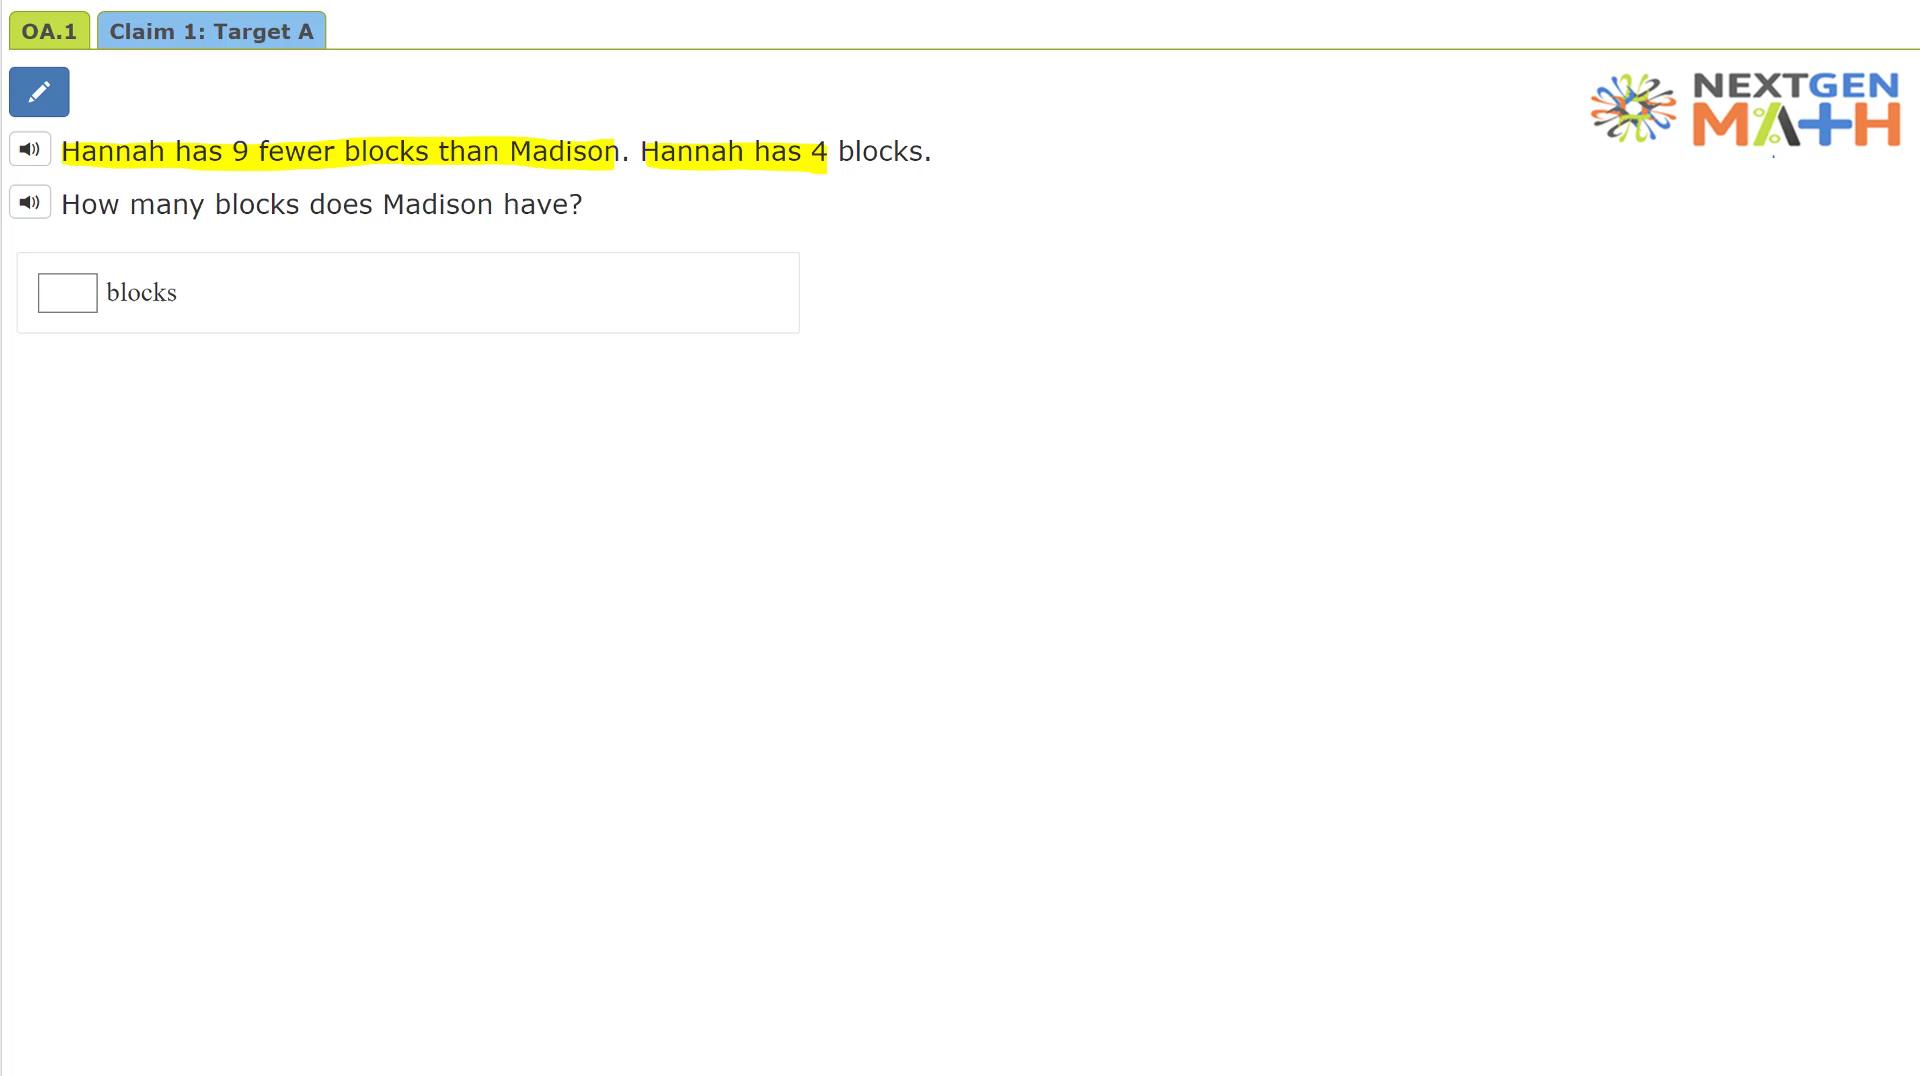 OA.1 Claim 1: Target A
NEXTGEN
MATH
Hannah has 9 fewer blocks than Madison. Hannah has 4 blocks.
How many blocks does Madison have?
blocks